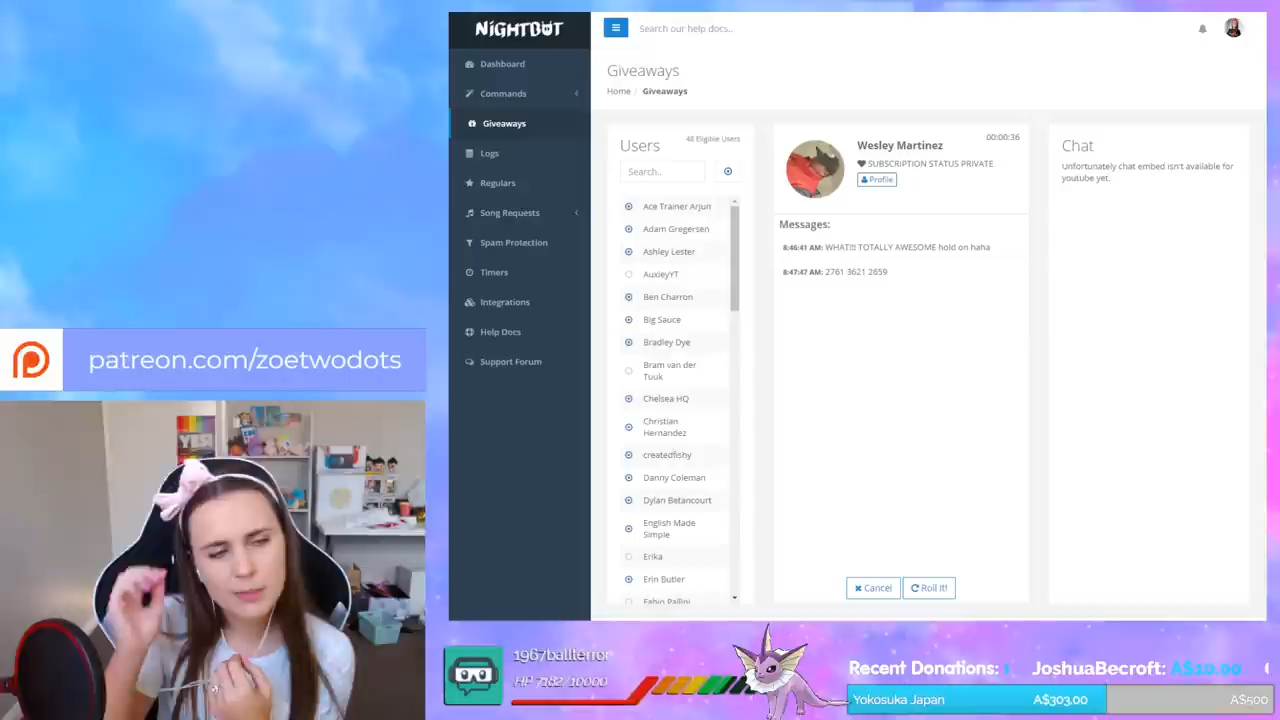 NIGHTBOT
Search our help docs..
Dashboard
Commands
Giveaways
Logs
Regulars
Song Requests
Spam Protection
Timers
Integrations
Help Docs
Support Forum
Giveaways
Home / Giveaways
Users
48 Eligible Users
Search..
Ace Trainer Arjun
Adam Gregersen
Ashley Lester
AuxieyYT
Ben Charron
Big Sauce
Bradley Dye
Bram van der
Tuuk
Chelsea HQ
Christian
Hernandez
createdfishy
Danny Coleman
Dylan Betancourt
English Made
Simple
Erika
Erin Butler
Fabio Pallini
Wesley Martinez
00:00:36
SUBSCRIPTION STATUS PRIVATE
Profile
Messages:
8:46:41 AM: WHAT!!! TOTALLY AWESOME hold on haha
8:47:47 AM: 2761 3621 2659
Cancel
Roll It!
Chat
Unfortunately chat embed isn't available for
youtube yet.
patreon.com/zoetwodots
1967ballterror
HP 7182/10000
Recent Donations: 1 JoshuaBecroft: A$10.00
Yokosuka Japan A$303.00 A$500